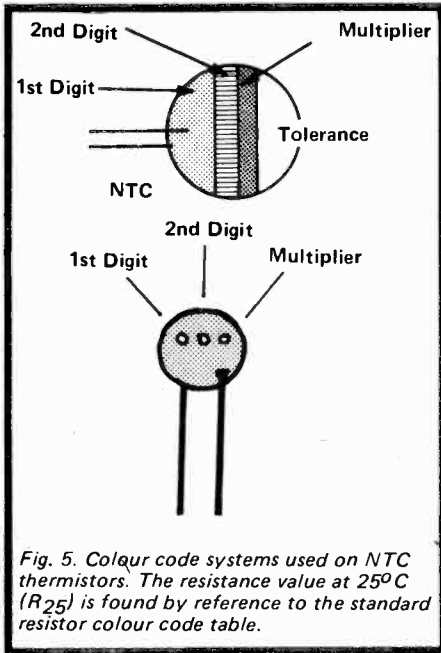 2nd Digit
Multiplier
1st Digit
Tolerance
NTC
2nd Digit
1st Digit
Multiplier
Fig. 5. Colour code systems used on NTC
thermistors. The resistance value at 25°C
(R25) is found by reference to the standard
resistor colour code table.